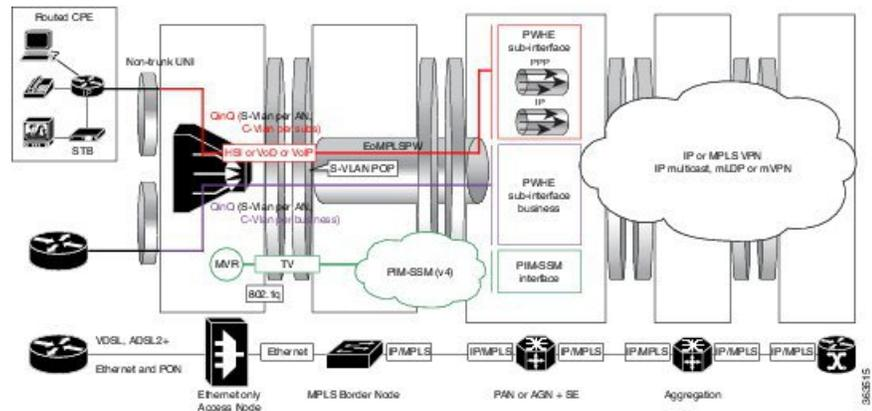 Routed CPE
STB
Non-trunk UNI
QinQ (S-Vlan per AN,
C-Vlan per subs)
HSI or VoD or VoIP
EoMPLSPW
S-VLAN POP
QinQ (S-Vlan per AN,
C-Vlan per business)
MVR
TV
802.1q
PIM-SSM (v4)
PWHE
sub-interface
PPP
IP
PWHE
sub-interface
business
PIM-SSM
interface
IP or MPLS VPN
IP multicast, mLDP or mVPN
VDSL, ADSL2+
Ethernet and PON
Ethernet only
Access Node
Ethernet
MPLS Border Node
IP/MPLS
IP/MPLS
PAN or AGN + SE
IP/MPLS
IP/MPLS
Aggregation
IP/MPLS
IP/MPLS
363515